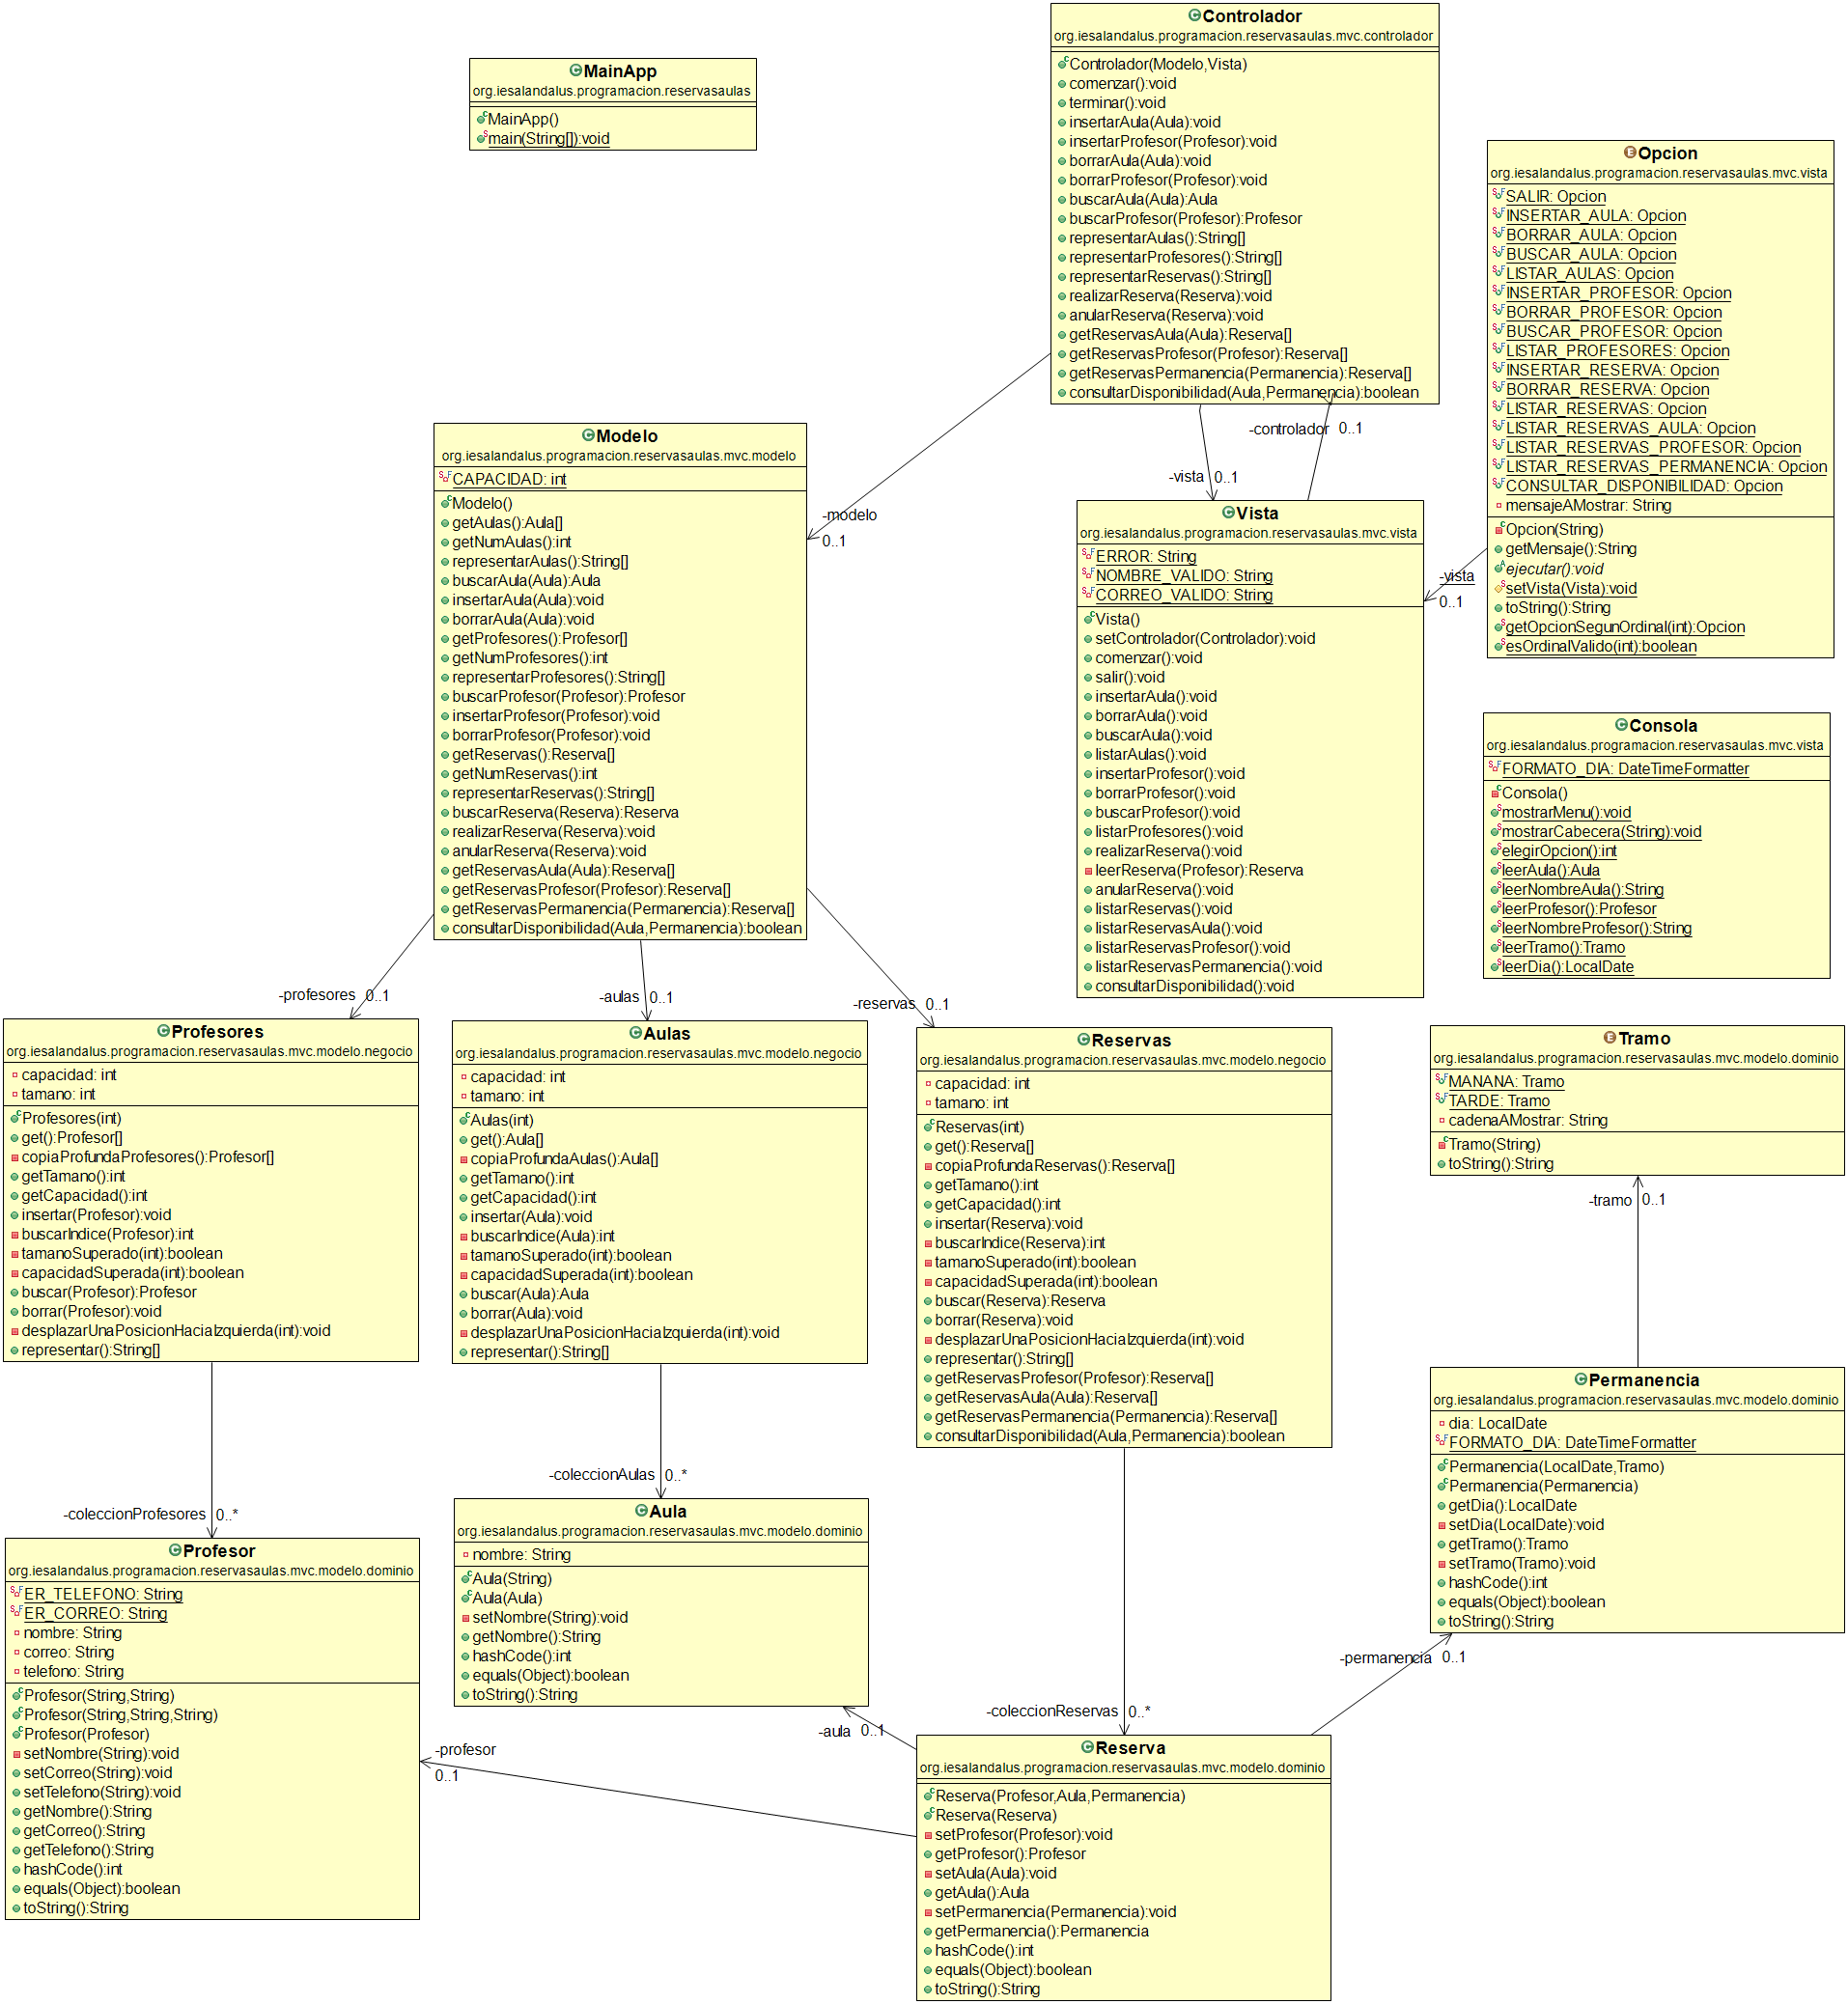 MainApp
org.iesalandalus.programacion.reservasaulas
MainApp()
main(String[]):void
Controlador
org.iesalandalus.programacion.reservasaulas.mvc.controlador
Controlador(Modelo,Vista)
comenzar():void
terminar():void
insertarAula(Aula):void
insertarProfesor(Profesor):void
borrarAula(Aula):void
borrarProfesor(Profesor):void
buscarAula(Aula):Aula
buscarProfesor(Profesor):Profesor
representarAulas():String[]
representarProfesores():String[]
representarReservas():String[]
realizarReserva(Reserva):void
anularReserva(Reserva):void
getReservasAula(Aula):Reserva[]
getReservasProfesor(Profesor):Reserva[]
getReservasPermanencia(Permanencia):Reserva[]
consultarDisponibilidad(Aula,Permanencia):boolean
Opcion
org.iesalandalus.programacion.reservasaulas.mvc.vista
SALIR: Opcion
INSERTAR_AULA: Opcion
BORRAR_AULA: Opcion
BUSCAR_AULA: Opcion
LISTAR_AULAS: Opcion
INSERTAR_PROFESOR: Opcion
BORRAR_PROFESOR: Opcion
BUSCAR_PROFESOR: Opcion
LISTAR_PROFESORES: Opcion
INSERTAR_RESERVA: Opcion
BORRAR_RESERVA: Opcion
LISTAR_RESERVAS: Opcion
LISTAR_RESERVAS_AULA: Opcion
LISTAR_RESERVAS_PROFESOR: Opcion
LISTAR_RESERVAS_PERMANENCIA: Opcion
CONSULTAR_DISPONIBILIDAD: Opcion
mensajeAMostrar: String
Opcion(String)
getMensaje():String
ejecutar():void
setVista(Vista):void
toString():String
getOpcionSegunOrdinal(int):Opcion
esOrdinalValido(int):boolean
-controlador 0..1
-vista 0..1
-modelo
0..1
-vista
0..1
Modelo
org.iesalandalus.programacion.reservasaulas.mvc.modelo
CAPACIDAD: int
Modelo()
getAulas():Aula[]
getNumAulas():int
representarAulas():String[]
buscarAula(Aula):Aula
insertarAula(Aula):void
borrarAula(Aula):void
getProfesores():Profesor[]
getNumProfesores():int
representarProfesores():String[]
buscarProfesor(Profesor):Profesor
insertarProfesor(Profesor):void
borrarProfesor(Profesor):void
getReservas():Reserva[]
getNumReservas():int
representarReservas():String[]
buscarReserva(Reserva):Reserva
realizarReserva(Reserva):void
anularReserva(Reserva):void
getReservasAula(Aula):Reserva[]
getReservasProfesor(Profesor):Reserva[]
getReservasPermanencia(Permanencia):Reserva[]
consultarDisponibilidad(Aula,Permanencia):boolean
Vista
org.iesalandalus.programacion.reservasaulas.mvc.vista
ERROR: String
NOMBRE_VALIDO: String
CORREO_VALIDO: String
Vista()
setControlador(Controlador):void
comenzar():void
salir():void
insertarAula():void
borrarAula():void
buscarAula():void
listarAulas():void
insertarProfesor():void
borrarProfesor():void
buscarProfesor():void
listarProfesores():void
realizarReserva():void
leerReserva(Profesor):Reserva
anularReserva():void
listarReservas():void
listarReservasAula():void
listarReservasProfesor():void
listarReservasPermanencia():void
consultarDisponibilidad():void
Consola
org.iesalandalus.programacion.reservasaulas.mvc.vista
FORMATO_DIA: DateTimeFormatter
Consola()
mostrarMenu():void
mostrarCabecera(String):void
elegirOpcion():int
leerAula():Aula
leerNombreAula():String
leerProfesor():Profesor
leerNombreProfesor():String
leerTramo():Tramo
leerDia():LocalDate
-profesores 0..1
-aulas 0..1
-reservas 0..1
Profesores
org.iesalandalus.programacion.reservasaulas.mvc.modelo.negocio
capacidad: int
tamano: int
Profesores(int)
get():Profesor[]
copiaProfundaProfesores():Profesor[]
getTamano():int
getCapacidad():int
insertar(Profesor):void
buscarIndice(Profesor):int
tamanoSuperado(int):boolean
capacidadSuperada(int):boolean
buscar(Profesor):Profesor
borrar(Profesor):void
desplazarUnaPosicionHaciaIzquierda(int):void
representar():String[]
Aulas
org.iesalandalus.programacion.reservasaulas.mvc.modelo.negocio
capacidad: int
tamano: int
Aulas(int)
get():Aula[]
copiaProfundaAulas():Aula[]
getTamano():int
getCapacidad():int
insertar(Aula):void
buscarIndice(Aula):int
tamanoSuperado(int):boolean
capacidadSuperada(int):boolean
buscar(Aula):Aula
borrar(Aula):void
desplazarUnaPosicionHaciaIzquierda(int):void
representar():String[]
Reservas
org.iesalandalus.programacion.reservasaulas.mvc.modelo.negocio
capacidad: int
tamano: int
Reservas(int)
get():Reserva[]
copiaProfundaReservas():Reserva[]
getTamano():int
getCapacidad():int
insertar(Reserva):void
buscarIndice(Reserva):int
tamanoSuperado(int):boolean
capacidadSuperada(int):boolean
buscar(Reserva):Reserva
borrar(Reserva):void
desplazarUnaPosicionHaciaIzquierda(int):void
representar():String[]
getReservasProfesor(Profesor):Reserva[]
getReservasAula(Aula):Reserva[]
getReservasPermanencia(Permanencia):Reserva[]
consultarDisponibilidad(Aula,Permanencia):boolean
Tramo
org.iesalandalus.programacion.reservasaulas.mvc.modelo.dominio
MANANA: Tramo
TARDE: Tramo
cadenaAMostrar: String
Tramo(String)
toString():String
-tramo 0..1
Permanencia
org.iesalandalus.programacion.reservasaulas.mvc.modelo.dominio
dia: LocalDate
FORMATO_DIA: DateTimeFormatter
Permanencia(LocalDate,Tramo)
Permanencia(Permanencia)
getDia():LocalDate
setDia(LocalDate):void
getTramo():Tramo
setTramo(Tramo):void
hashCode():int
equals(Object):boolean
toString():String
-coleccionProfesores 0..*
-coleccionAulas 0..*
-coleccionReservas 0..*
-permanencia 0..1
Profesor
org.iesalandalus.programacion.reservasaulas.mvc.modelo.dominio
ER_TELEFONO: String
ER_CORREO: String
nombre: String
correo: String
telefono: String
Profesor(String,String)
Profesor(String,String,String)
Profesor(Profesor)
setNombre(String):void
setCorreo(String):void
setTelefono(String):void
getNombre():String
getCorreo():String
getTelefono():String
hashCode():int
equals(Object):boolean
toString():String
Aula
org.iesalandalus.programacion.reservasaulas.mvc.modelo.dominio
nombre: String
Aula(String)
Aula(Aula)
setNombre(String):void
getNombre():String
hashCode():int
equals(Object):boolean
toString():String
-aula 0..1
-profesor
0..1
Reserva
org.iesalandalus.programacion.reservasaulas.mvc.modelo.dominio
Reserva(Profesor,Aula,Permanencia)
Reserva(Reserva)
setProfesor(Profesor):void
getProfesor():Profesor
setAula(Aula):void
getAula():Aula
setPermanencia(Permanencia):void
getPermanencia():Permanencia
hashCode():int
equals(Object):boolean
toString():String